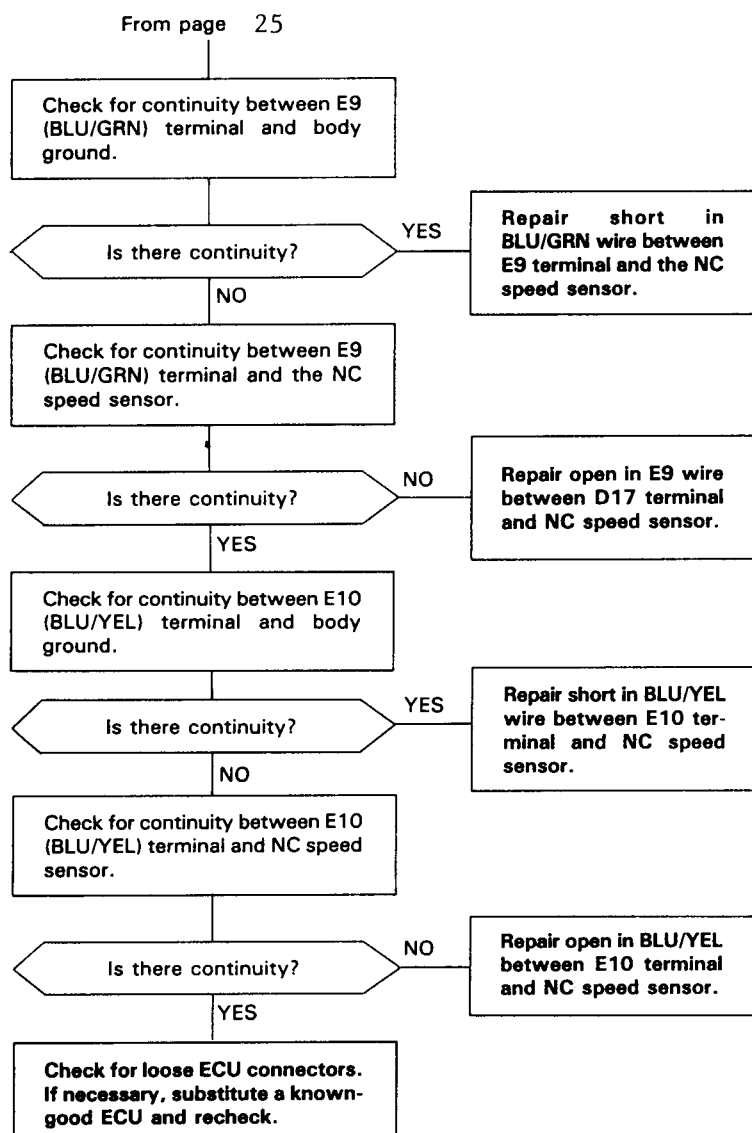 From page 25
Check for continuity between E9
(BLU/GRN) terminal and body
ground.
Is there continuity?
YES
Repair short in
BLU/GRN wire between
E9 terminal and the NC
speed sensor.
NO
Check for continuity between E9
(BLU/GRN) terminal and the NC
speed sensor.
Is there continuity?
NO
Repair open in E9 wire
between D17 terminal
and NC speed sensor.
YES
Check for continuity between E10
(BLU/YEL) terminal and body
ground.
Is there continuity?
YES
Repair short in BLU/YEL
wire between E10 ter-
minal and NC speed
sensor.
NO
Check for continuity between E10
(BLU/YEL) terminal and NC speed
sensor.
Is there continuity?
NO
Repair open in BLU/YEL
between E10 terminal
and NC speed sensor.
YES
Check for loose ECU connectors.
If necessary, substitute a known-
good ECU and recheck.